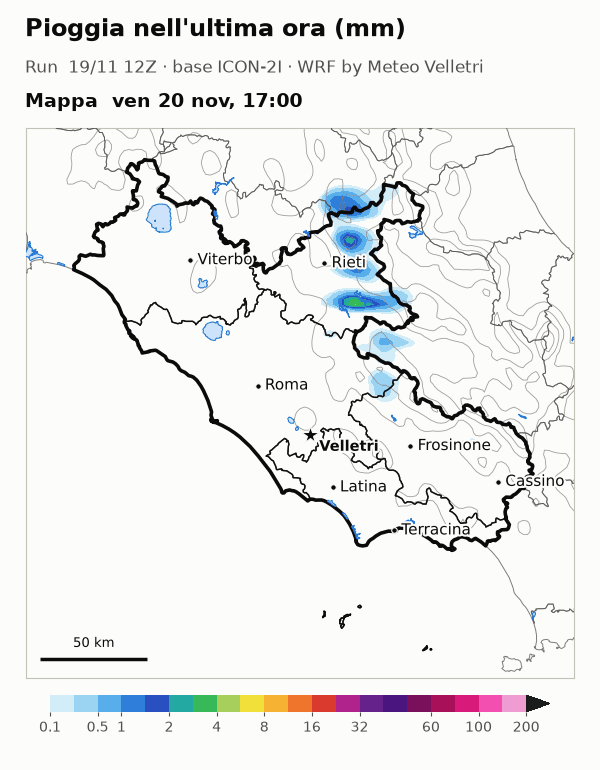 Pioggia nell'ultima ora (mm)
Run  19/11 12Z · base ICON-2I · WRF by Meteo Velletri
Mappa  ven 20 nov, 17:00
Viterbo
Rieti
Roma
Velletri
Frosinone
Latina
Cassino
Terracina
50 km
0.1 0.5 1 2 4 8 16 32 60 100 200